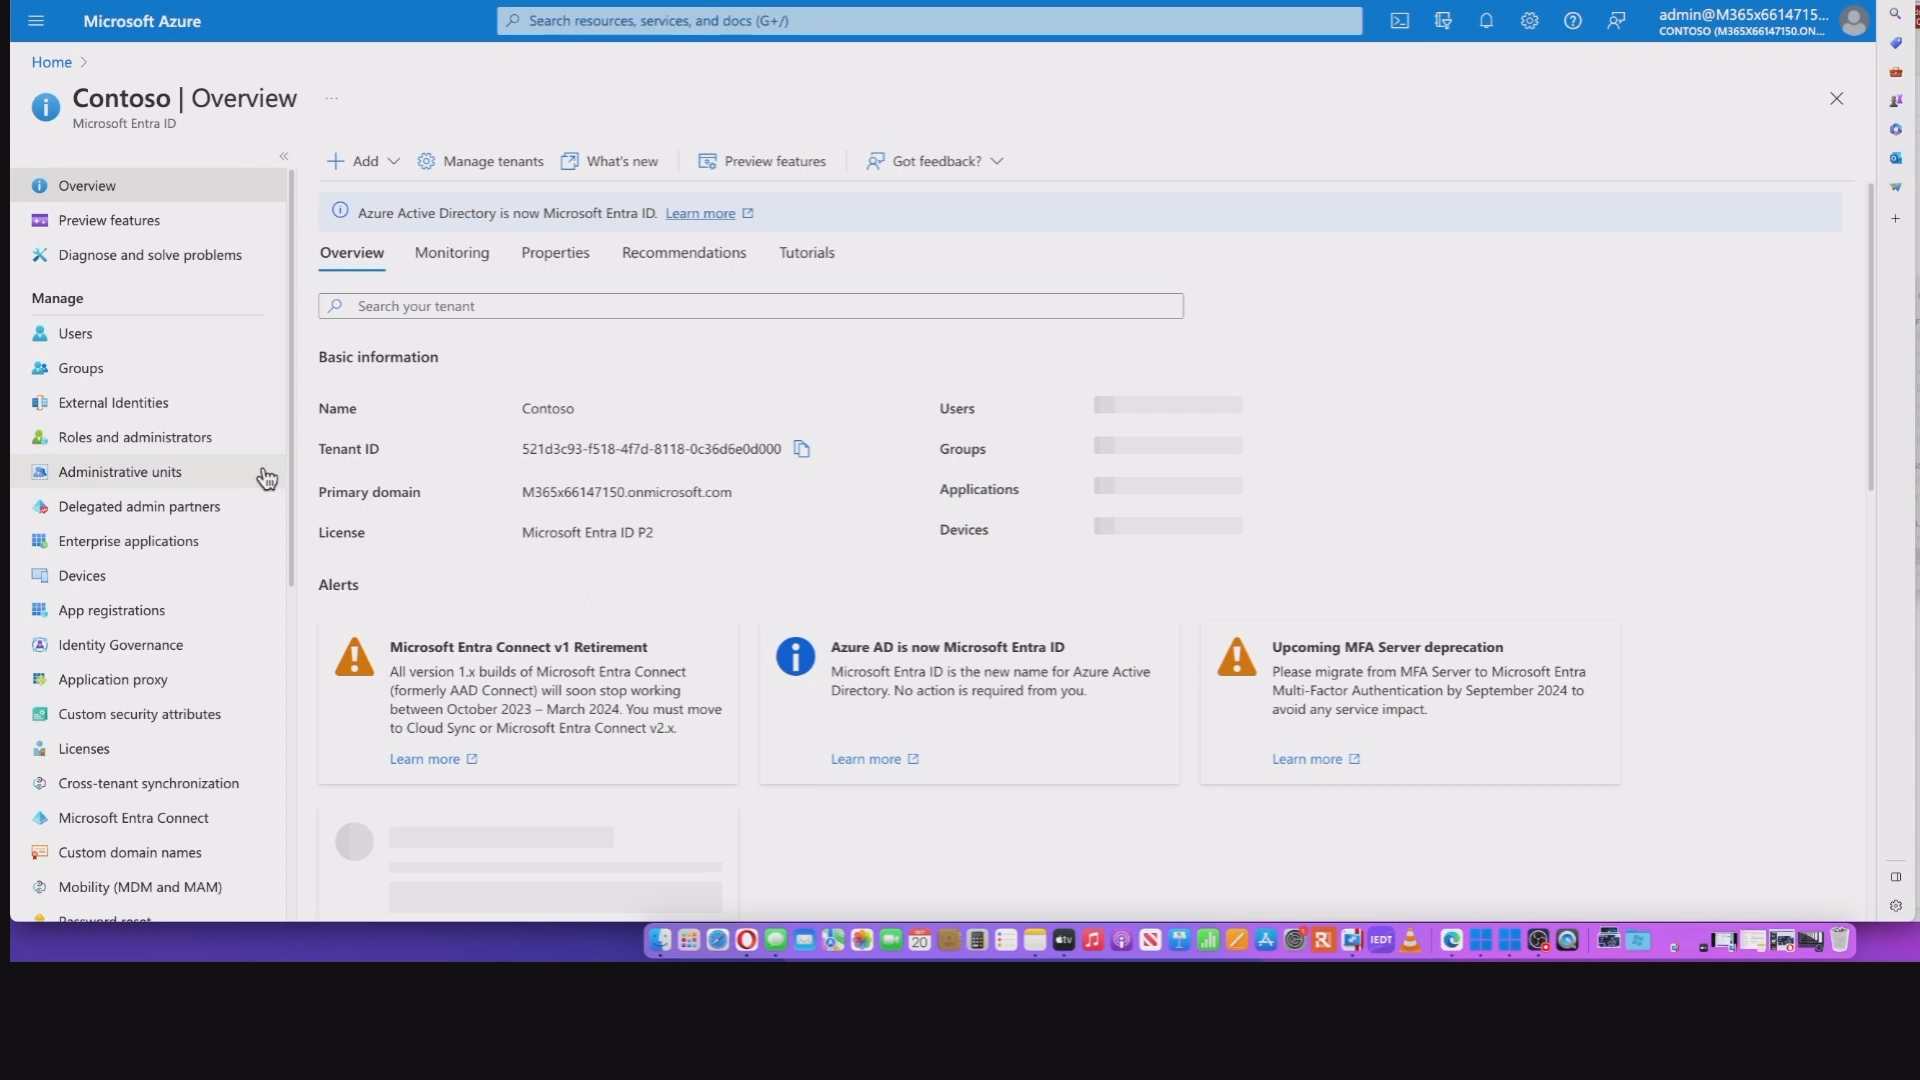 Microsoft Azure
Search resources, services, and docs (G+/)
admin@M365x6614715...
CONTOSO (M365X66147150.ON...
Home
Contoso | Overview
...
Microsoft Entra ID
Overview
Preview features
Diagnose and solve problems
Manage
Users
Groups
External Identities
Roles and administrators
Administrative units
Delegated admin partners
Enterprise applications
Devices
App registrations
Identity Governance
Application proxy
Custom security attributes
Licenses
Cross-tenant synchronization
Microsoft Entra Connect
Custom domain names
Mobility (MDM and MAM)
Password reset
Add
Manage tenants
What's new
Preview features
Got feedback?
Azure Active Directory is now Microsoft Entra ID. Learn more
Overview
Monitoring
Properties
Recommendations
Tutorials
Search your tenant
Basic information
Name
Contoso
Users
Tenant ID
521d3c93-f518-4f7d-8118-0c36d6e0d000
Groups
Primary domain
M365x66147150.onmicrosoft.com
Applications
License
Microsoft Entra ID P2
Devices
Alerts
Microsoft Entra Connect v1 Retirement
All version 1.x builds of Microsoft Entra Connect
(formerly AAD Connect) will soon stop working
between October 2023 – March 2024. You must move
to Cloud Sync or Microsoft Entra Connect v2.x.
Learn more
Azure AD is now Microsoft Entra ID
Microsoft Entra ID is the new name for Azure Active
Directory. No action is required from you.
Learn more
Upcoming MFA Server deprecation
Please migrate from MFA Server to Microsoft Entra
Multi-Factor Authentication by September 2024 to
avoid any service impact.
Learn more
20
tv
IEDT